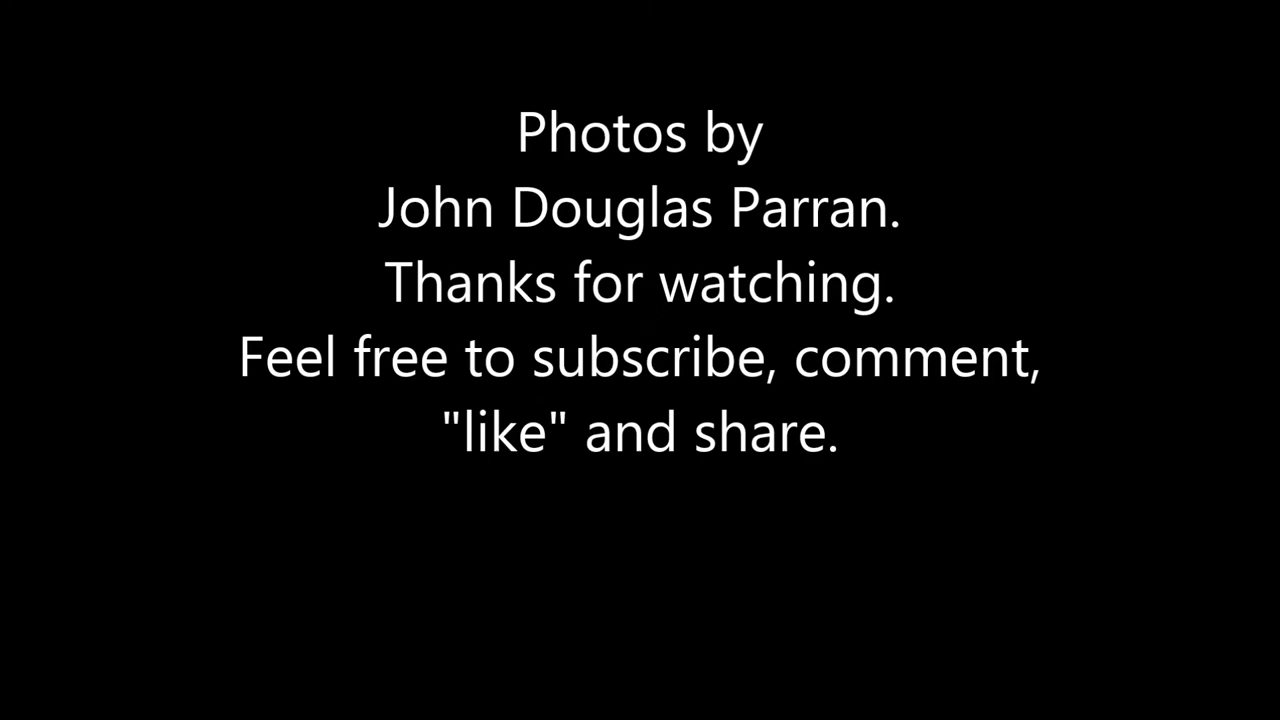 Photos by
John Douglas Parran.
Thanks for watching.
Feel free to subscribe, comment,
"like" and share.